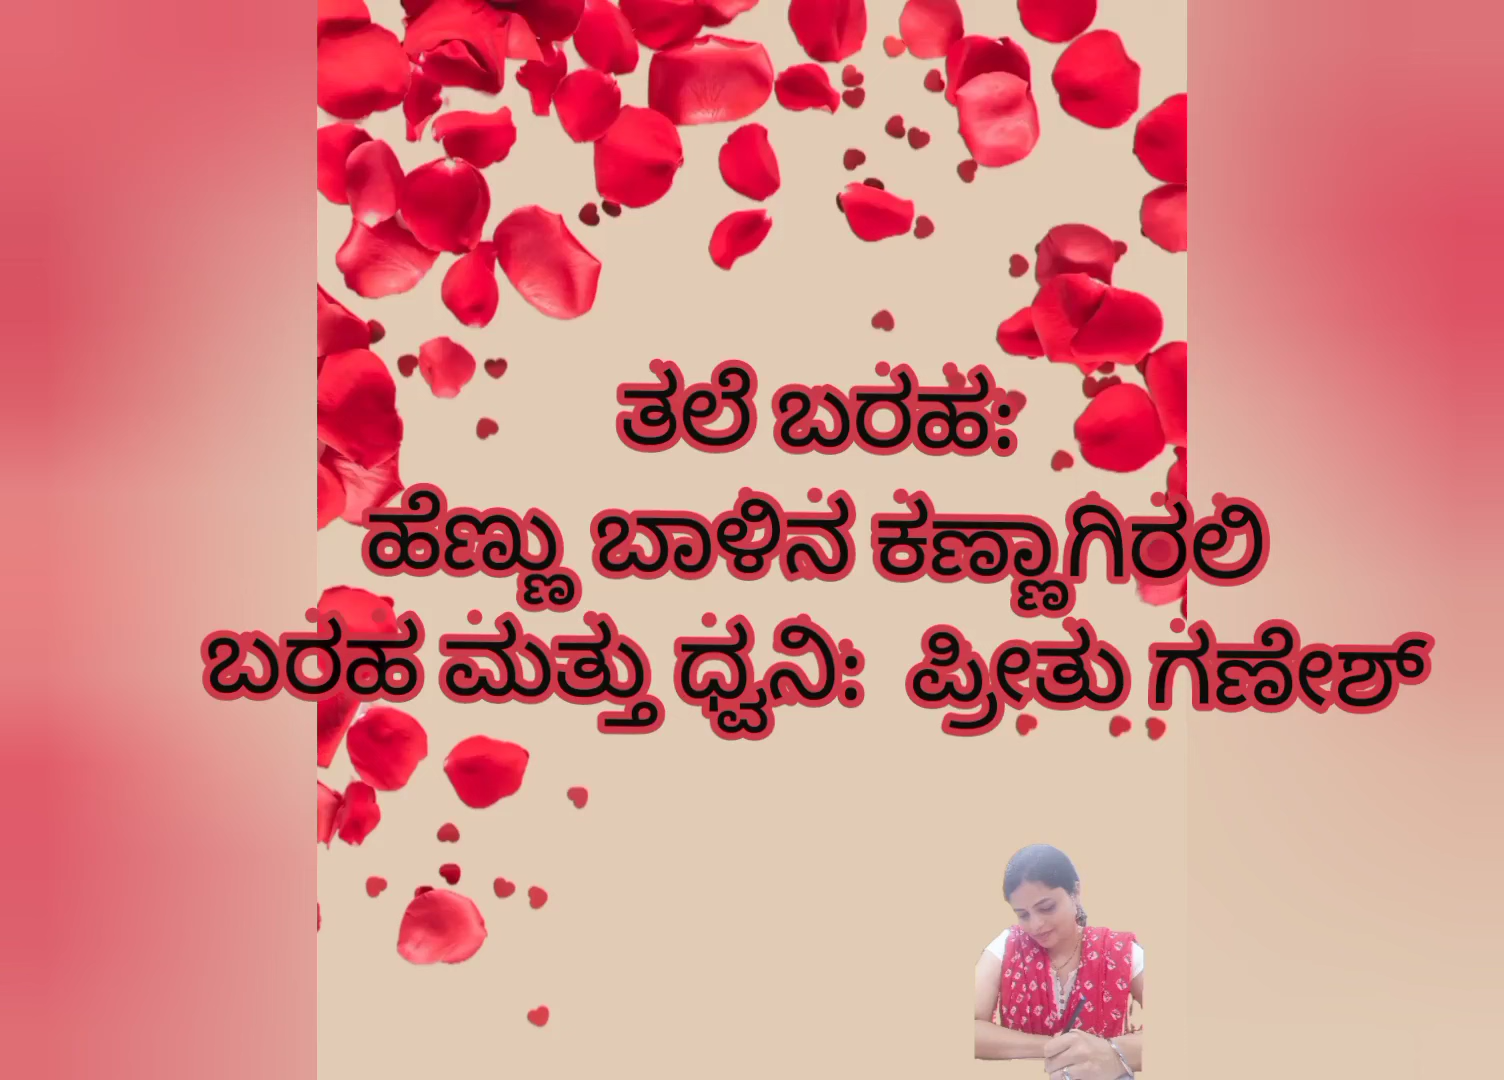 ತಲೆ ಬರಹ:
ಹೆಣ್ಣು ಬಾಳಿನ ಕಣ್ಣಾಗಿರಲಿ
ಬರಹ ಮತ್ತು ಧ್ವನಿ: ಪ್ರೀತು ಗಣೇಶ್